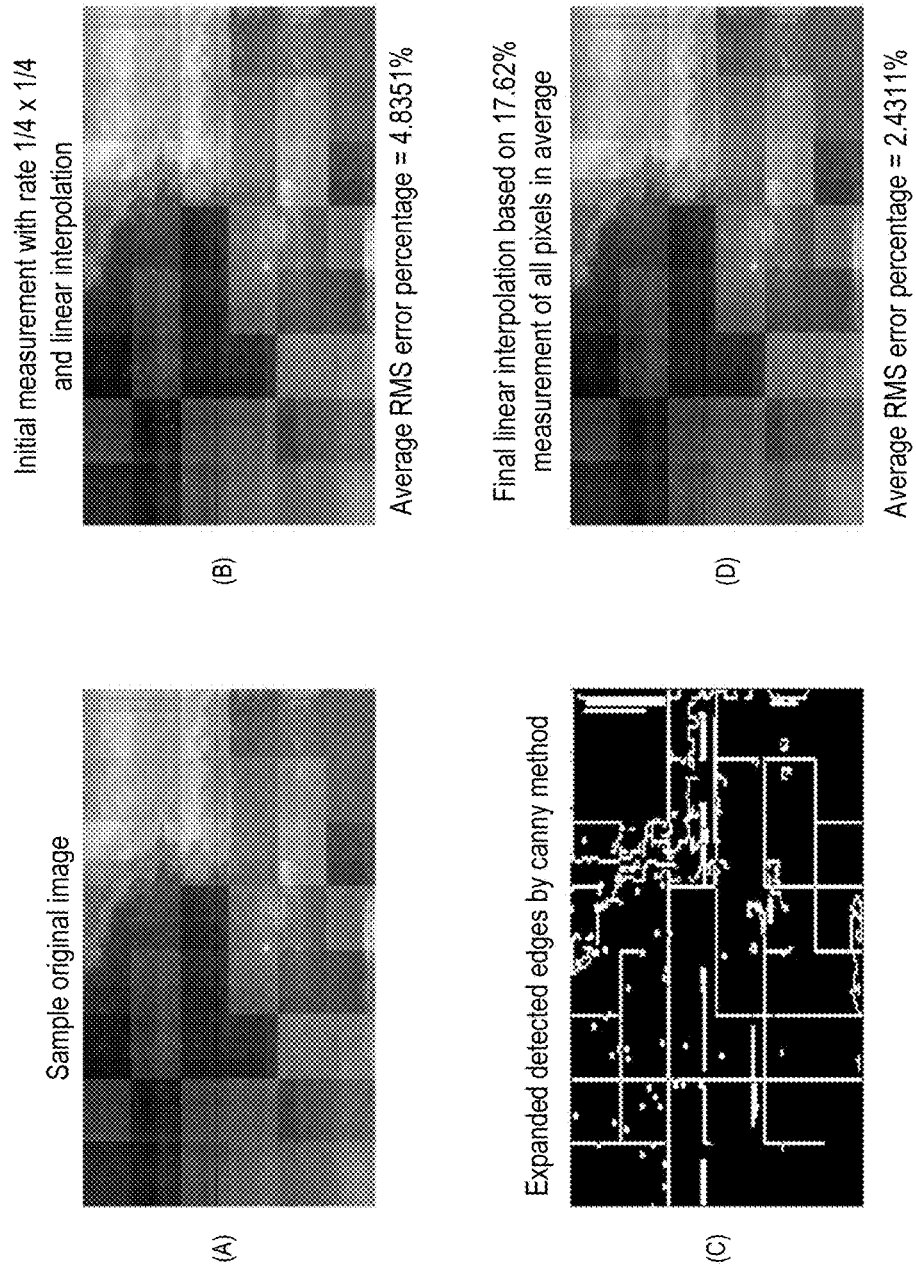 (A)
Sample original image
(B)
Initial measurement with rate 1/4 x 1/4
and linear interpolation
Average RMS error percentage = 4.8351%
(C)
Expanded detected edges by canny method
(D)
Final linear interpolation based on 17.62%
measurement of all pixels in average
Average RMS error percentage = 2.4311%